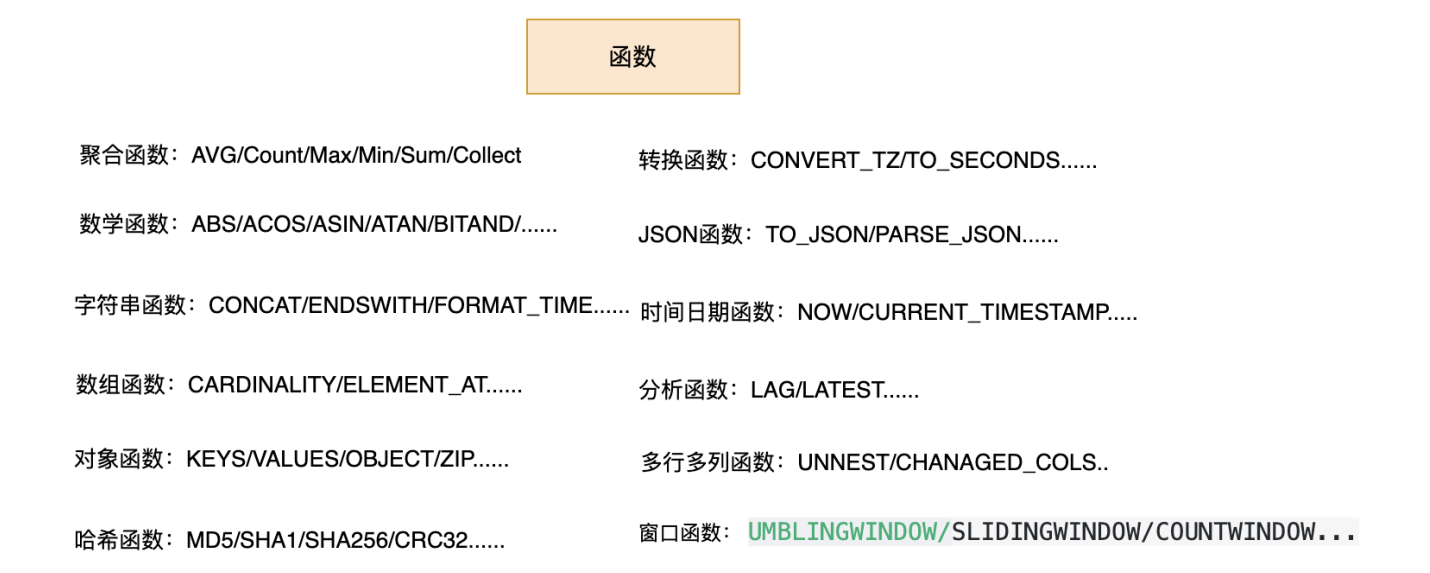 函数
聚合函数：AVG/Count/Max/Min/Sum/Collect
转换函数：CONVERT_TZ/TO_SECONDS......
数学函数：ABS/ACOS/ASIN/ATAN/BITAND/......
JSON函数：TO_JSON/PARSE_JSON......
字符串函数：CONCAT/ENDSWITH/FORMAT_TIME......
时间日期函数：NOW/CURRENT_TIMESTAMP.....
数组函数：CARDINALITY/ELEMENT_AT......
分析函数：LAG/LATEST......
对象函数：KEYS/VALUES/OBJECT/ZIP......
多行多列函数：UNNEST/CHANAGED_COLS..
哈希函数：MD5/SHA1/SHA256/CRC32......
窗口函数： UMBLINGWINDOW/SLIDINGWINDOW/COUNTWINDOW...